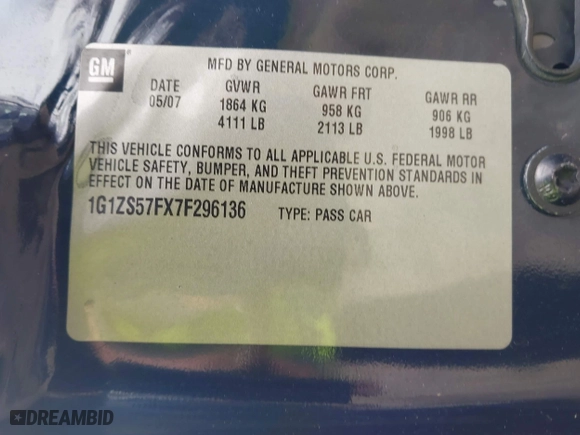 GM
MFD BY GENERAL MOTORS CORP.
DATE GVWR GAWR FRT GAWR RR
05/07 1864 KG 958 KG 906 KG
4111 LB 2113 LB 1998 LB
THIS VEHICLE CONFORMS TO ALL APPLICABLE U.S. FEDERAL MOTOR
VEHICLE SAFETY, BUMPER, AND THEFT PREVENTION STANDARDS IN
EFFECT ON THE DATE OF MANUFACTURE SHOWN ABOVE.
1G1ZS57FX7F296136 TYPE: PASS CAR
DREAMBID